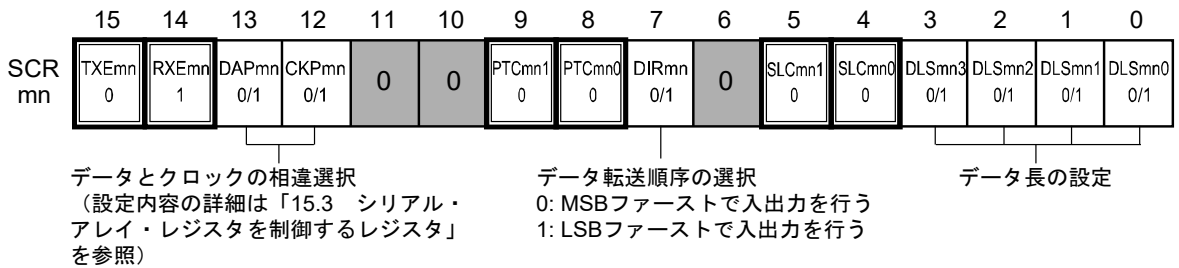 15 14 13 12 11 10 9 8 7 6 5 4 3 2 1 0
SCR
mn
TXEmn RXEmn DAPmn CKPmn 0 0 PTCmn1 PTCmn0 DIRmn 0 SLCmn1 SLCmn0 DLSmn3 DLSmn2 DLSmn1 DLSmn0
0 1 0/1 0/1 0 0 0/1 0 0 0/1 0/1 0/1 0/1
データとクロックの相違選択
（設定内容の詳細は「15.3　シリアル・
アレイ・レジスタを制御するレジスタ」
を参照）
データ転送順序の選択
0: MSBファーストで入出力を行う
1: LSBファーストで入出力を行う
データ長の設定